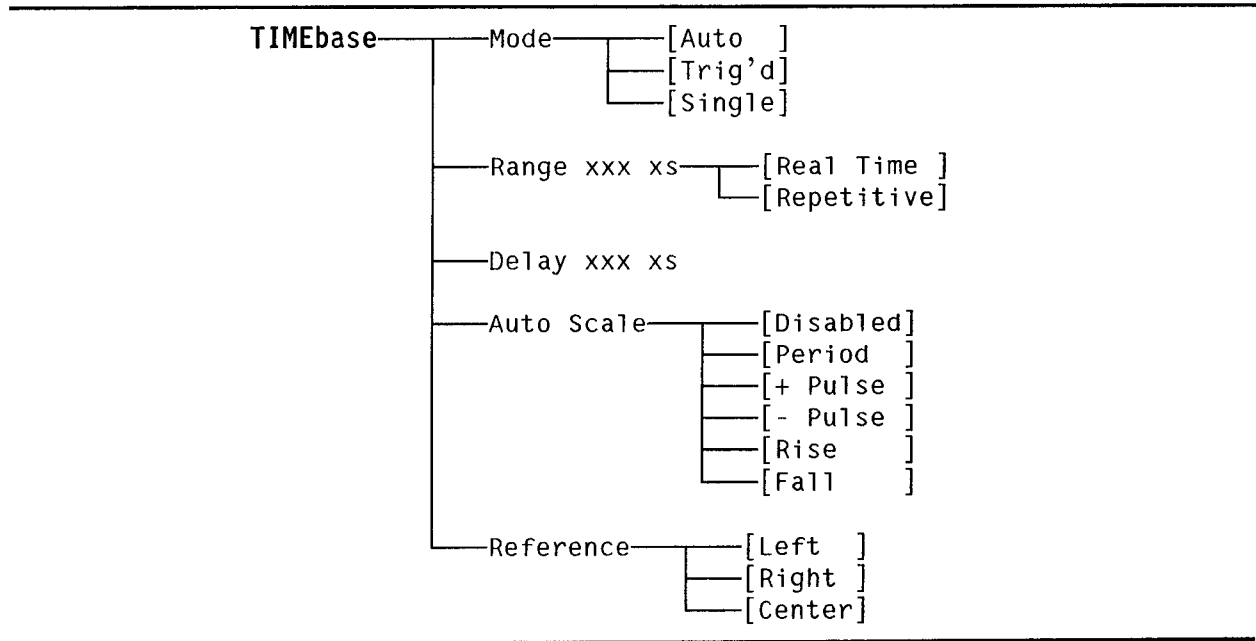 TIMEbase Mode [Auto ]
[Trig'd]
[Single]
Range xxx xs [Real Time ]
[Repetitive]
Delay xxx xs
Auto Scale [Disabled]
[Period ]
[+ Pulse ]
[- Pulse ]
[Rise ]
[Fall ]
Reference [Left ]
[Right ]
[Center]